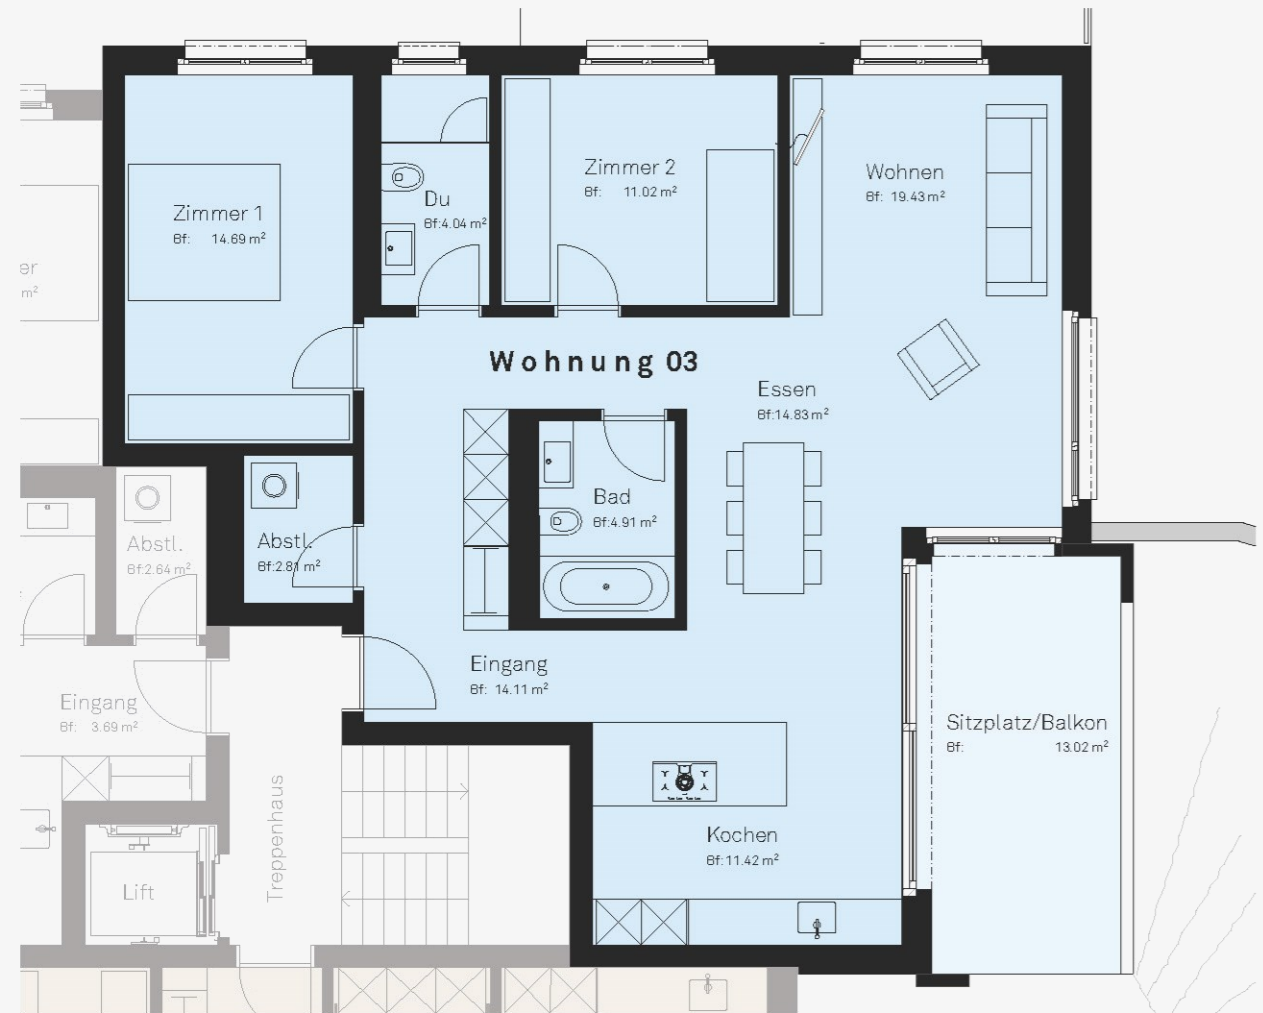 Zimmer 1
Bf: 14.69 m²
Du
Bf:4.04 m²
Zimmer 2
Bf: 11.02 m²
Wohnen
Bf: 19.43 m²
er
m²
Wohnung 03
Essen
Bf:14.83 m²
Bad
Bf:4.91 m²
Abstl.
Bf:2.81 m²
Abstl.
Bf:2.64 m²
Eingang
Bf: 14.11 m²
Eingang
Bf: 3.69 m²
Sitzplatz/Balkon
Bf: 13.02 m²
Treppenhaus
Kochen
Bf:11.42 m²
Lift